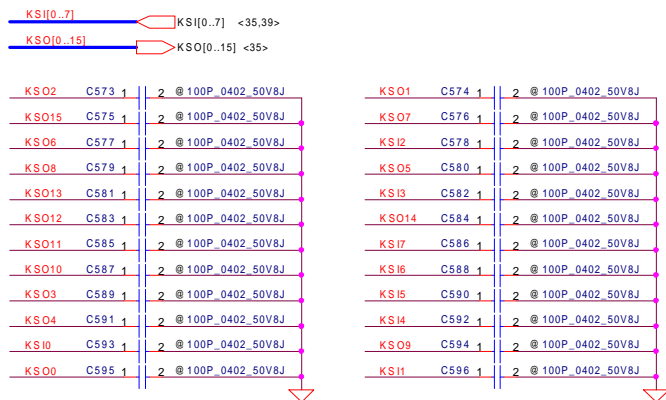 KSI[0..7] KSI[0..7] <35,39>
KSO[0..15] KSO[0..15] <35>
KSO2 C573 1 2 @100P_0402_50V8J KSO1 C574 1 2 @100P_0402_50V8J
KSO15 C575 1 2 @100P_0402_50V8J KSO7 C576 1 2 @100P_0402_50V8J
KSO6 C577 1 2 @100P_0402_50V8J KSI2 C578 1 2 @100P_0402_50V8J
KSO8 C579 1 2 @100P_0402_50V8J KSO5 C580 1 2 @100P_0402_50V8J
KSO13 C581 1 2 @100P_0402_50V8J KSI3 C582 1 2 @100P_0402_50V8J
KSO12 C583 1 2 @100P_0402_50V8J KSO14 C584 1 2 @100P_0402_50V8J
KSO11 C585 1 2 @100P_0402_50V8J KSI7 C586 1 2 @100P_0402_50V8J
KSO10 C587 1 2 @100P_0402_50V8J KSI6 C588 1 2 @100P_0402_50V8J
KSO3 C589 1 2 @100P_0402_50V8J KSI5 C590 1 2 @100P_0402_50V8J
KSO4 C591 1 2 @100P_0402_50V8J KSI4 C592 1 2 @100P_0402_50V8J
KSI0 C593 1 2 @100P_0402_50V8J KSO9 C594 1 2 @100P_0402_50V8J
KSO0 C595 1 2 @100P_0402_50V8J KSI1 C596 1 2 @100P_0402_50V8J